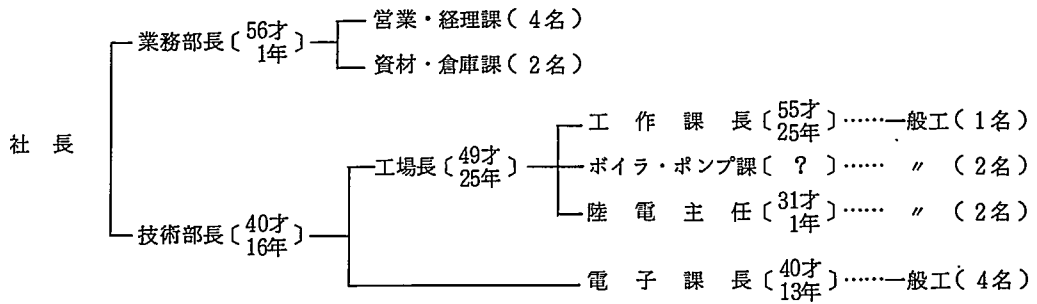 営業・経理課(4名)
業務部長〔56才 1年〕
資材・倉庫課(2名)
社長
工作課長〔55才 25年〕……一般工(1名)
工場長〔49才 25年〕
ボイラ・ポンプ課〔?〕……〃(2名)
陸電主任〔31才 1年〕……〃(2名)
技術部長〔40才 16年〕
電子課長〔40才 13年〕……一般工(4名)